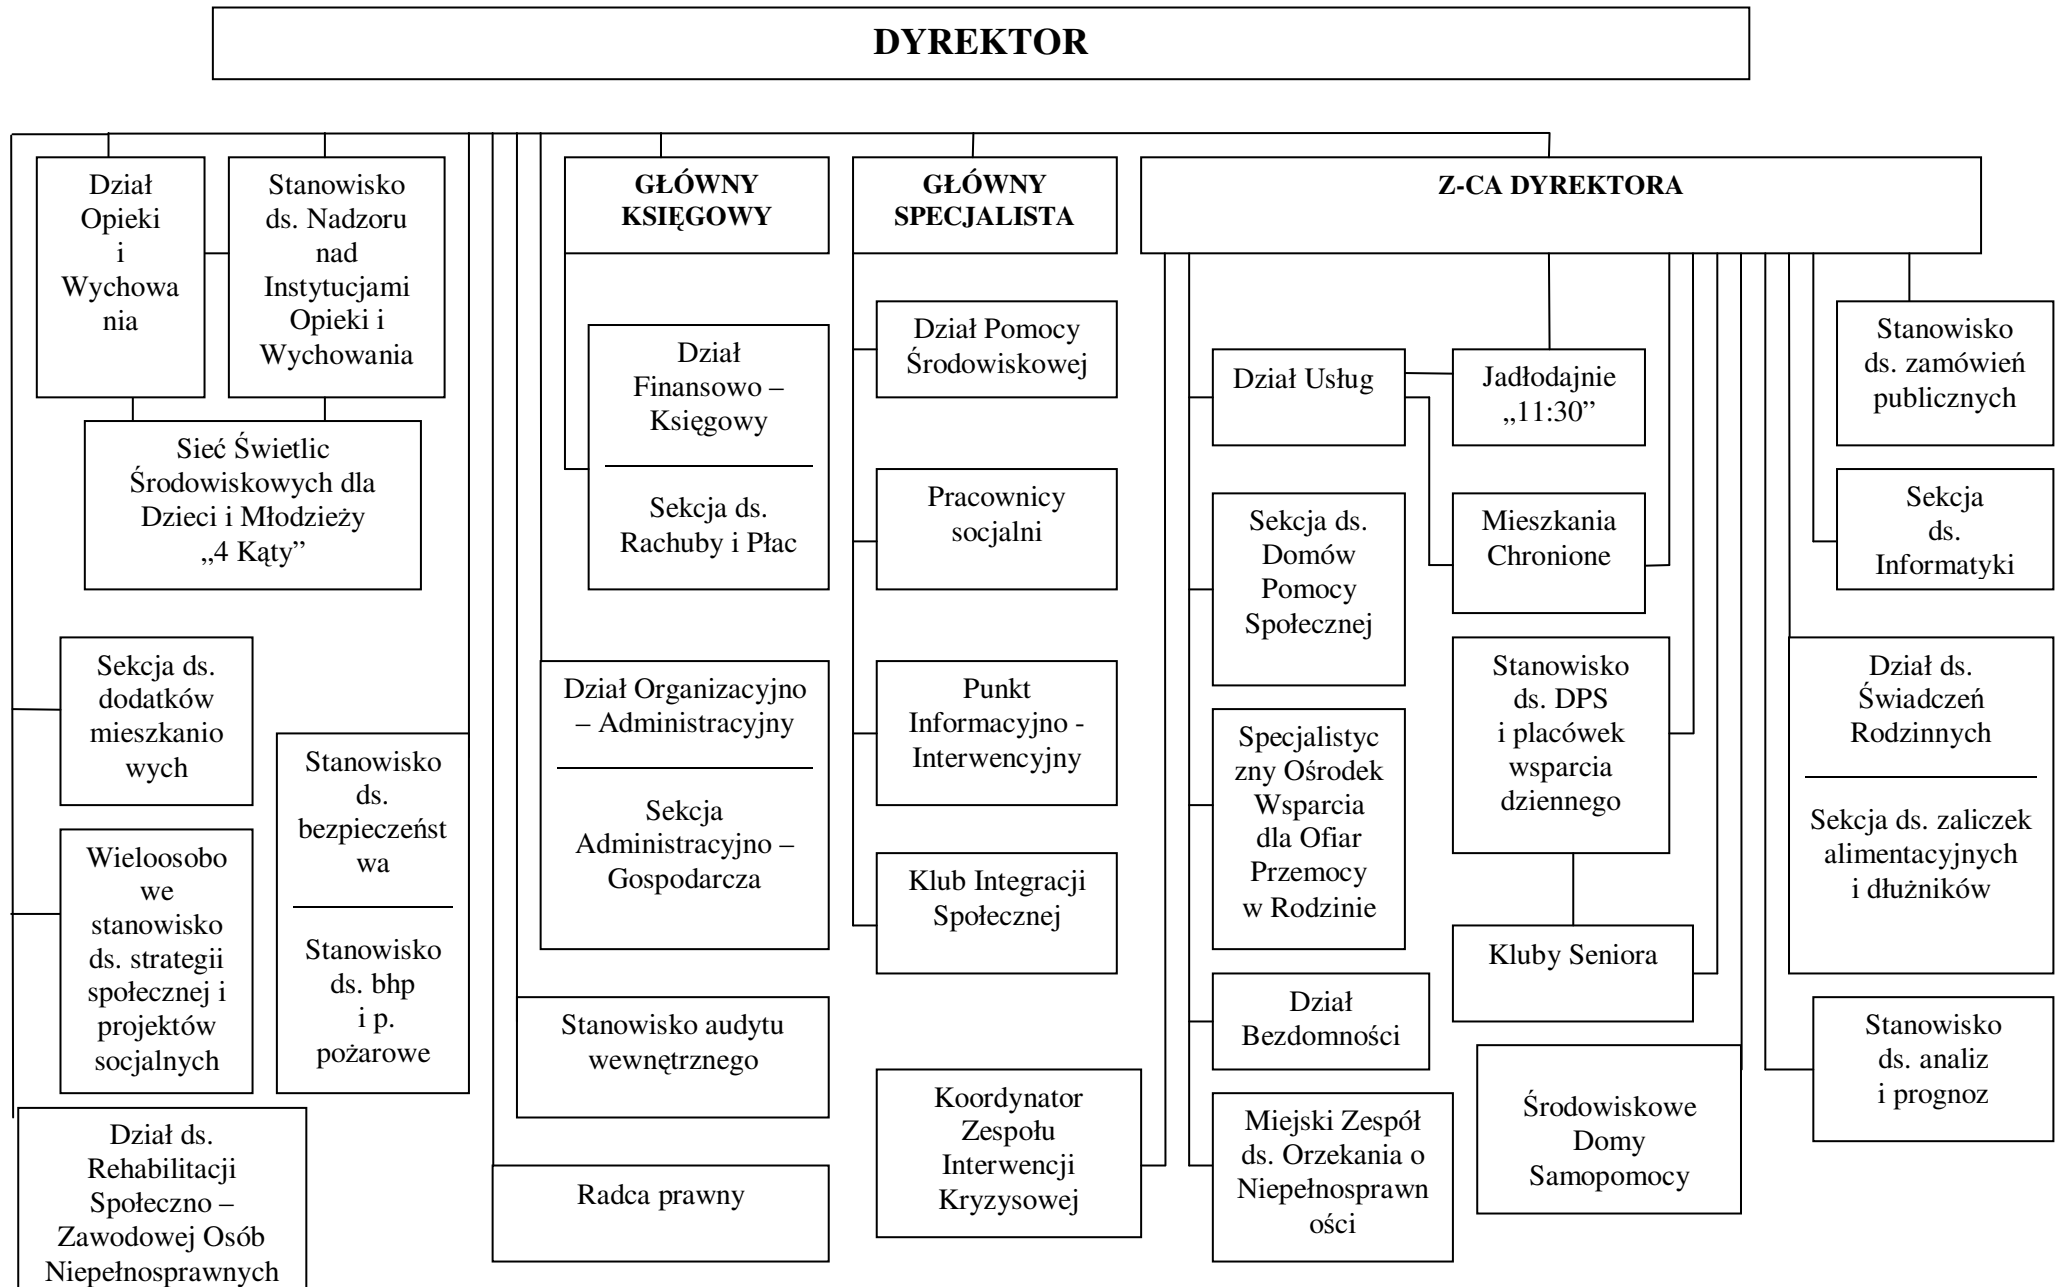 DYREKTOR
Dział
Opieki
i
Wychowa
nia
Stanowisko
ds. Nadzoru
nad
Instytucjami
Opieki i
Wychowania
GŁÓWNY
KSIĘGOWY
GŁÓWNY
SPECJALISTA
Z-CA DYREKTORA
Sieć Świetlic
Środowiskowych dla
Dzieci i Młodzieży
„4 Kąty”
Dział
Finansowo –
Księgowy
Sekcja ds.
Rachuby i Płac
Dział Pomocy
Środowiskowej
Pracownicy
socjalni
Dział Usług
Jadłodajnie
„11:30”
Stanowisko
ds. zamówień
publicznych
Sekcja ds.
Domów
Pomocy
Społecznej
Mieszkania
Chronione
Sekcja
ds.
Informatyki
Sekcja ds.
dodatków
mieszkanio
wych
Stanowisko
ds.
bezpieczeńst
wa
Stanowisko
ds. bhp
i p.
pożarowe
Dział Organizacyjno
– Administracyjny
Sekcja
Administracyjno –
Gospodarcza
Punkt
Informacyjno -
Interwencyjny
Specjalistyc
zny Ośrodek
Wsparcia
dla Ofiar
Przemocy
w Rodzinie
Stanowisko
ds. DPS
i placówek
wsparcia
dziennego
Dział ds.
Świadczeń
Rodzinnych
Sekcja ds. zaliczek
alimentacyjnych
i dłużników
Wieloosobo
we
stanowisko
ds. strategii
społecznej i
projektów
socjalnych
Klub Integracji
Społecznej
Kluby Seniora
Stanowisko audytu
wewnętrznego
Dział
Bezdomności
Stanowisko
ds. analiz
i prognoz
Dział ds.
Rehabilitacji
Społeczno –
Zawodowej Osób
Niepełnosprawnych
Radca prawny
Koordynator
Zespołu
Interwencji
Kryzysowej
Miejski Zespół
ds. Orzekania o
Niepełnosprawn
ości
Środowiskowe
Domy
Samopomocy